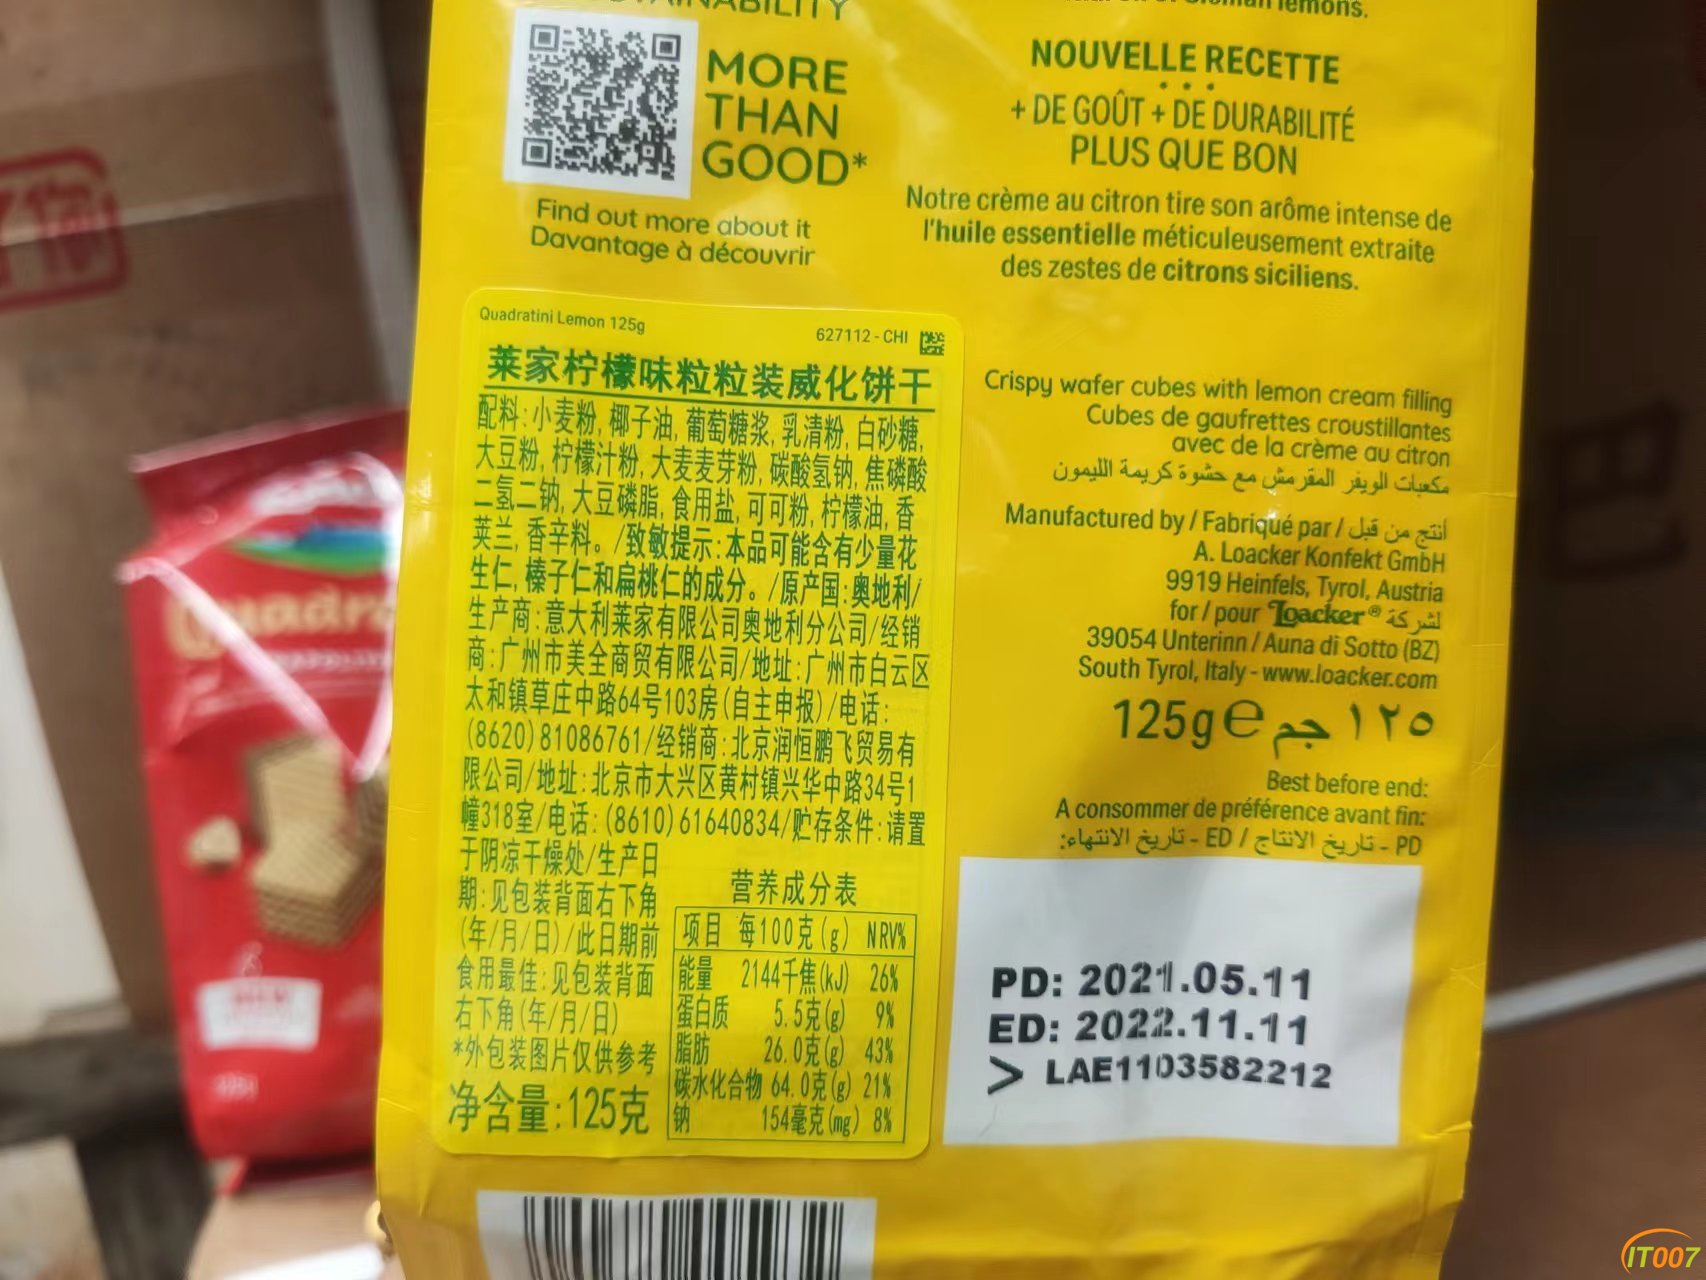 MORE
THAN
GOOD*
Find out more about it
Davantage à découvrir
lemons.
NOUVELLE RECETTE
+ DE GOÛT + DE DURABILITÉ
PLUS QUE BON
Notre crème au citron tire son arôme intense de
l'huile essentielle méticuleusement extraite
des zestes de citrons siciliens.
Quadratini Lemon 125g
627112 - CHI
莱家柠檬味粒粒装威化饼干
配料:小麦粉,椰子油,葡萄糖浆,乳清粉,白砂糖,
大豆粉,柠檬汁粉,大麦麦芽粉,碳酸氢钠,焦磷酸
二氢二钠,大豆磷脂,食用盐,可可粉,柠檬油,香
荚兰,香辛料。/致敏提示:本品可能含有少量花
生仁,榛子仁和扁桃仁的成分。/原产国:奥地利/
生产商:意大利莱家有限公司奥地利分公司/经销
商:广州市美全商贸有限公司/地址:广州市白云区
太和镇草庄中路64号103房(自主申报)/电话:
(8620)81086761/经销商:北京润恒鹏飞贸易有
限公司/地址:北京市大兴区黄村镇兴华中路34号1
幢318室/电话:(8610)61640834/贮存条件:请置
于阴凉干燥处/生产日
期:见包装背面右下角
(年/月/日)/此日期前
食用最佳:见包装背面
右下角(年/月/日)
*外包装图片仅供参考
净含量:125克
营养成分表
项目 每100克(g) NRV%
能量 2144千焦(kJ) 26%
蛋白质 5.5克(g) 9%
脂肪 26.0克(g) 43%
碳水化合物 64.0克(g) 21%
钠 154毫克(mg) 8%
Crispy wafer cubes with lemon cream filling
Cubes de gaufrettes croustillantes
avec de la crème au citron
مكعبات الويفر المقرمش مع حشوة كريمة الليمون
Manufactured by / Fabriqué par / أنتج من قبل
A. Loacker Konfekt GmbH
9919 Heinfels, Tyrol, Austria
for / pour Loacker® لشركة
39054 Unterinn / Auna di Sotto (BZ)
South Tyrol, Italy - www.loacker.com
125g e ١٢٥ جم
Best before end:
A consommer de préférence avant fin:
PD - تاريخ الانتاج / ED - تاريخ الانتهاء:
PD: 2021.05.11
ED: 2022.11.11
> LAE1103582212
IT007